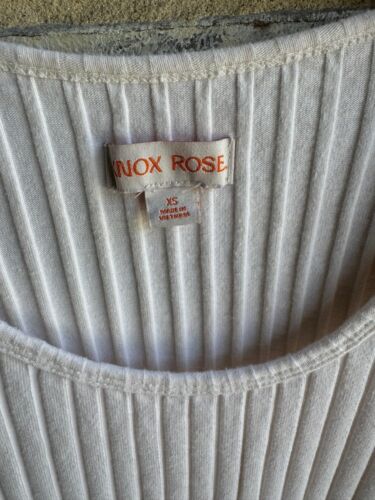 KNOX ROSE
XS
MADE IN
VIETNAM